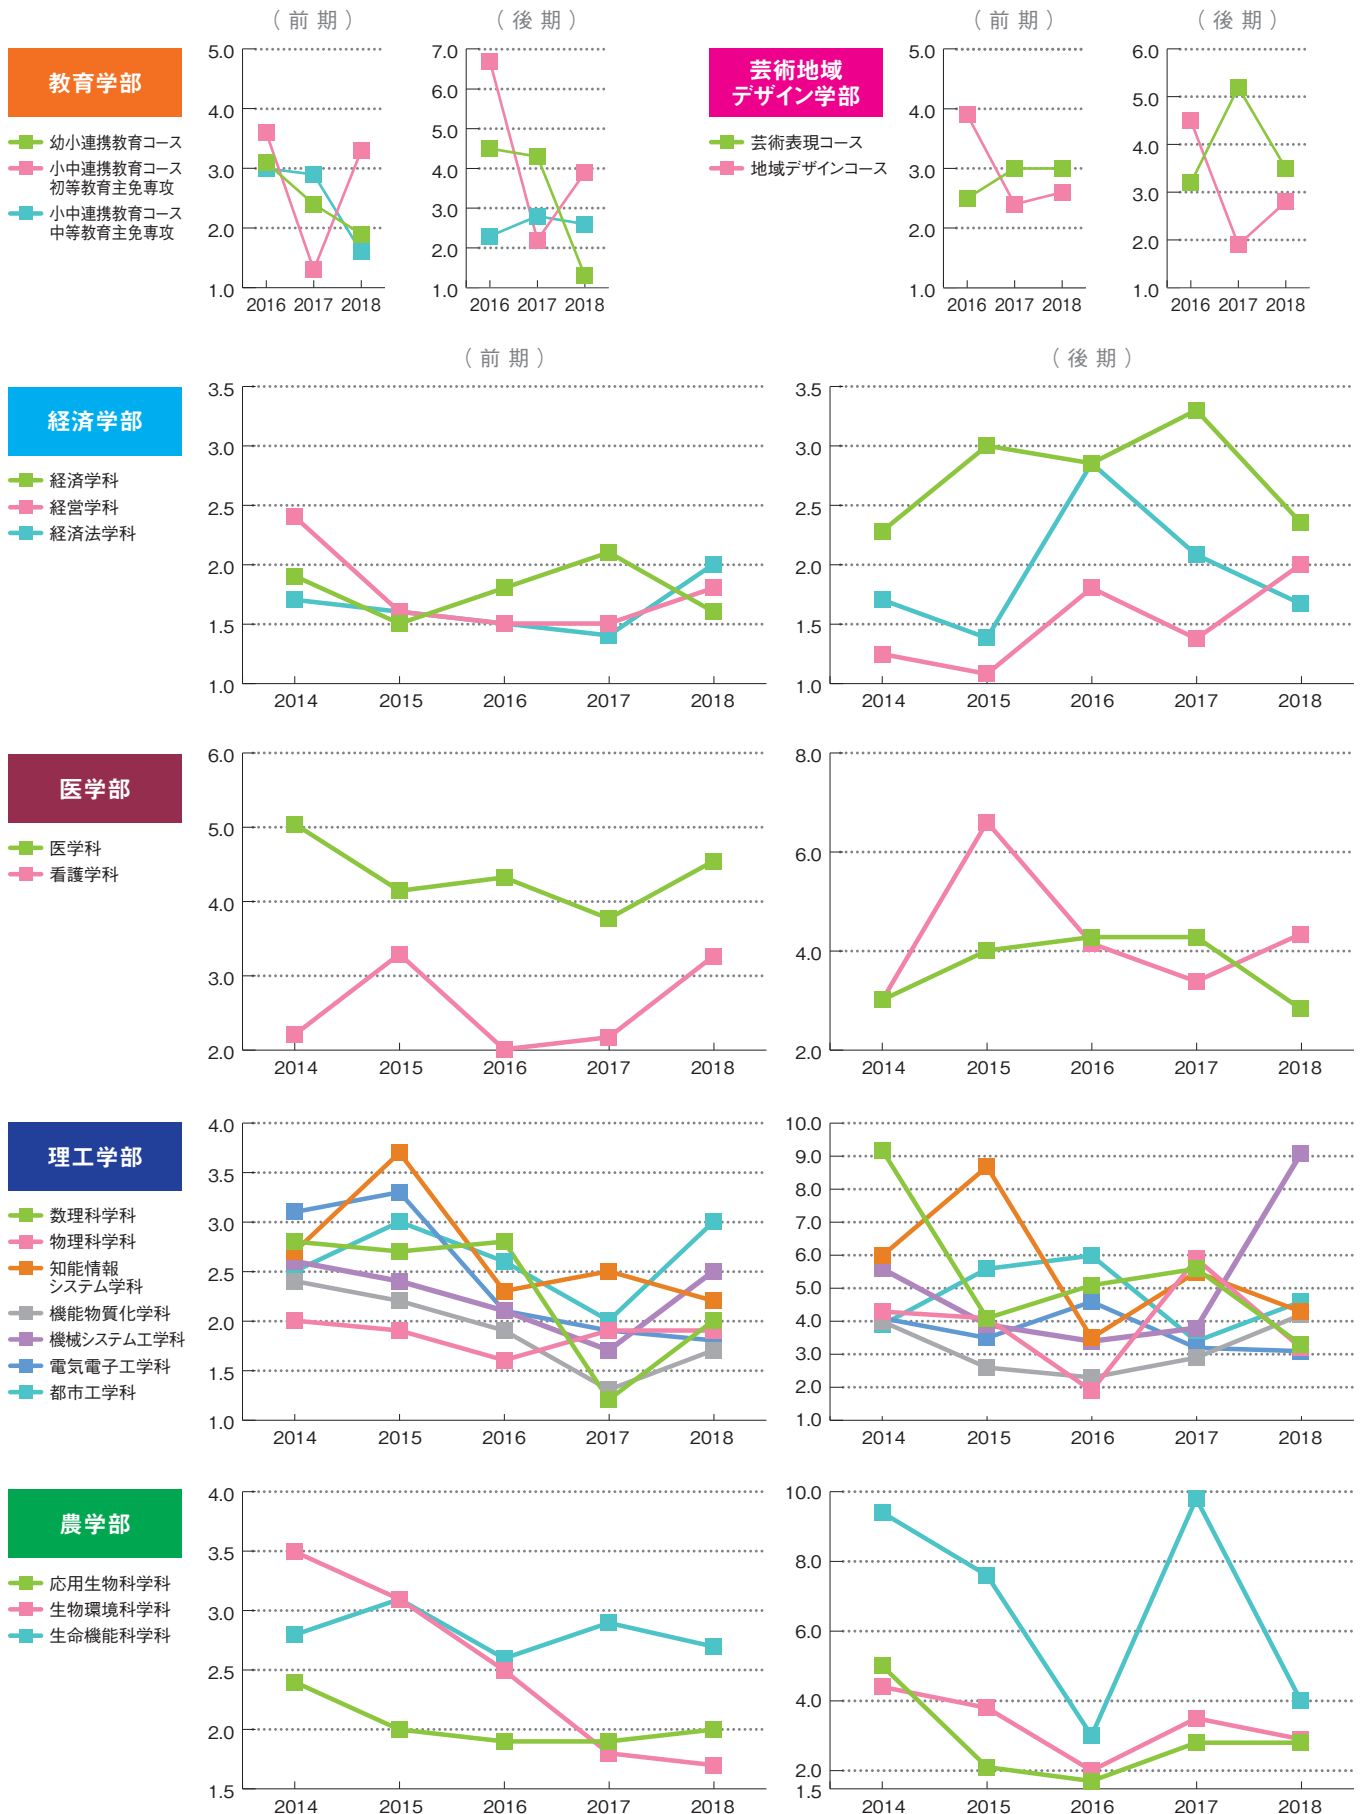 （前期）
（後期）
（前期）
（後期）
教育学部
幼小連携教育コース
小中連携教育コース
初等教育主免専攻
小中連携教育コース
中等教育主免専攻
5.0
4.0
3.0
2.0
1.0
2016 2017 2018
7.0
6.0
5.0
4.0
3.0
2.0
1.0
2016 2017 2018
芸術地域
デザイン学部
芸術表現コース
地域デザインコース
5.0
4.0
3.0
2.0
1.0
2016 2017 2018
6.0
5.0
4.0
3.0
2.0
1.0
2016 2017 2018
（前期）
（後期）
経済学部
経済学科
経営学科
経済法学科
3.5
3.0
2.5
2.0
1.5
1.0
2014 2015 2016 2017 2018
3.5
3.0
2.5
2.0
1.5
1.0
2014 2015 2016 2017 2018
医学部
医学科
看護学科
6.0
5.0
4.0
3.0
2.0
2014 2015 2016 2017 2018
8.0
6.0
4.0
2.0
2014 2015 2016 2017 2018
理工学部
数理科学科
物理科学科
知能情報
システム学科
機能物質化学科
機械システム工学科
電気電子工学科
都市工学科
4.0
3.5
3.0
2.5
2.0
1.5
1.0
2014 2015 2016 2017 2018
10.0
9.0
8.0
7.0
6.0
5.0
4.0
3.0
2.0
1.0
2014 2015 2016 2017 2018
農学部
応用生物科学科
生物環境科学科
生命機能科学科
4.0
3.5
3.0
2.5
2.0
1.5
2014 2015 2016 2017 2018
10.0
8.0
6.0
4.0
2.0
1.5
2014 2015 2016 2017 2018